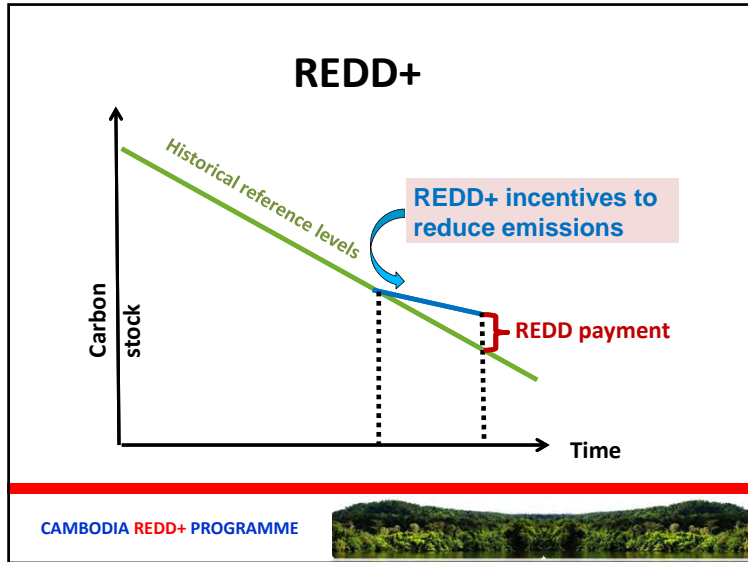 REDD+
Historical reference levels
REDD+ incentives to
reduce emissions
Carbon
stock
REDD payment
Time
CAMBODIA REDD+ PROGRAMME